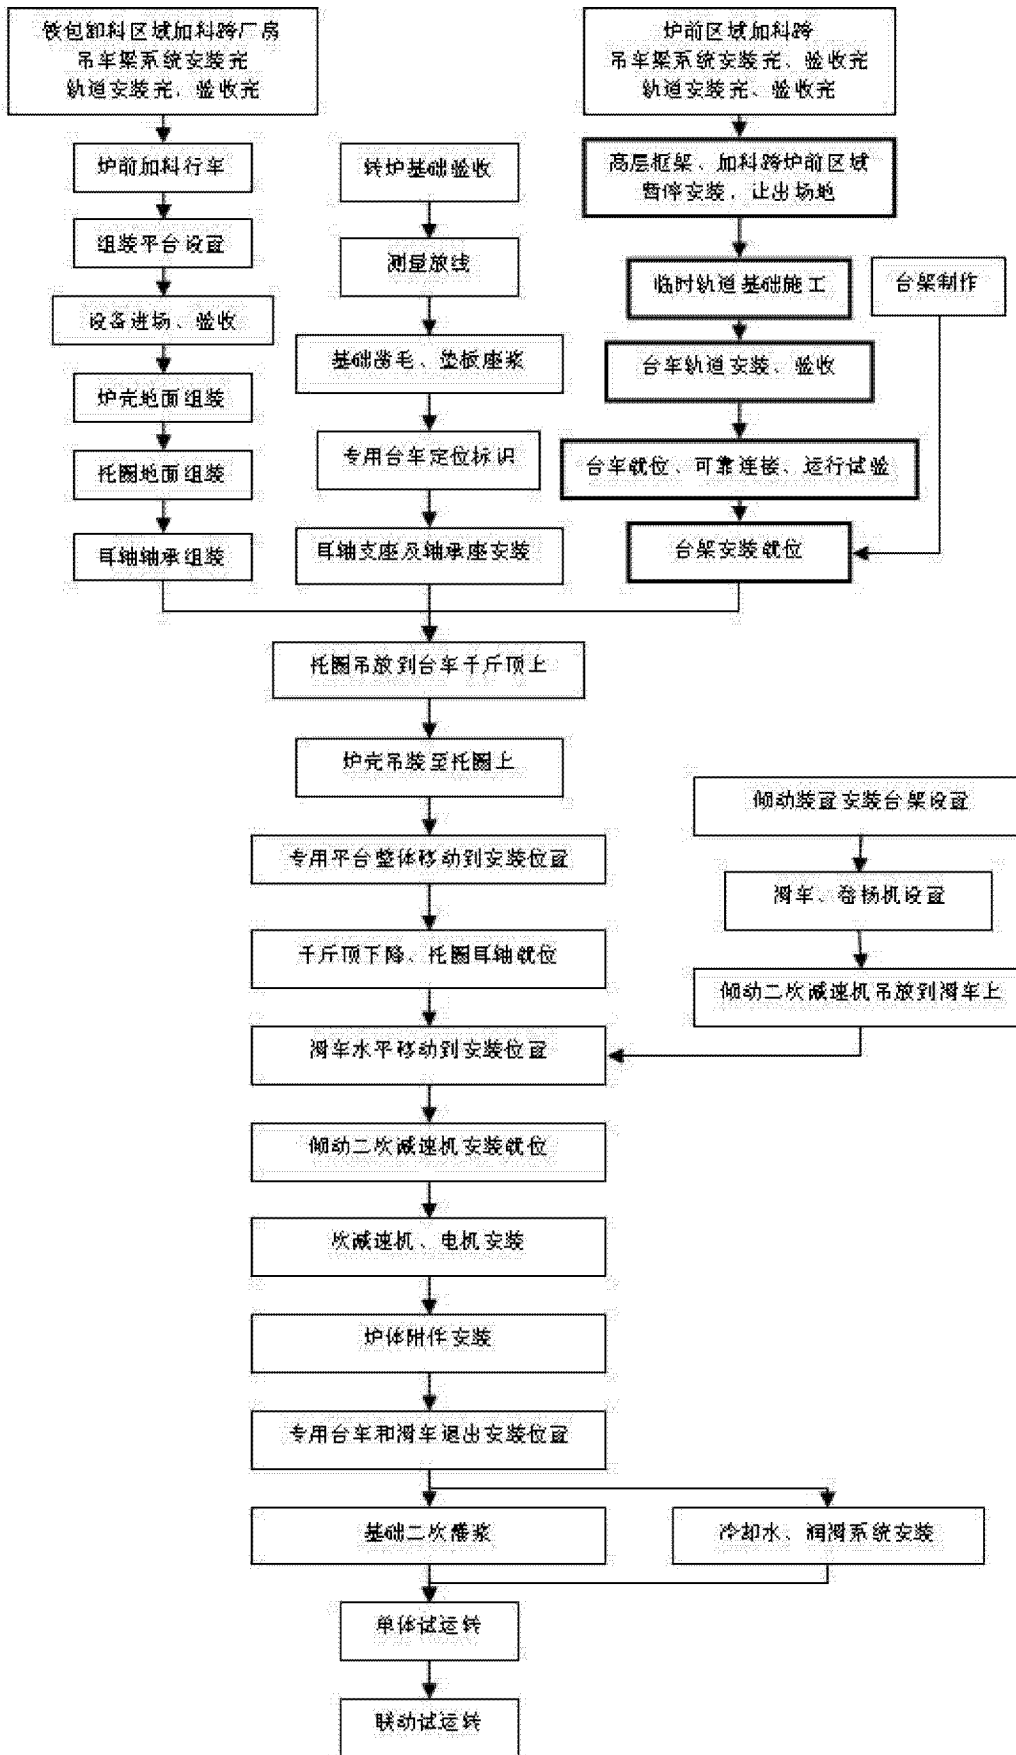 铁包卸料区域加料跨厂房
吊车梁系统安装完
轨道安装完、验收完
炉前加料行车
组装平台设置
设备进场、验收
炉壳地面组装
托圈地面组装
耳轴轴承组装
转炉基础验收
测量放线
基础凿毛、垫板座浆
专用台车定位标识
耳轴支座及轴承座安装
炉前区域加料跨
吊车梁系统安装完、验收完
轨道安装完、验收完
高层框架、加料跨炉前区域
暂停安装，让出场地
临时轨道基础施工
台架制作
台车轨道安装、验收
台车就位、可靠连接、运行试验
台架安装就位
托圈吊放到台车千斤顶上
炉壳吊装至托圈上
专用平台整体移动到安装位置
千斤顶下降、托圈耳轴就位
倾动装置安装台架设置
滑车、卷扬机设置
倾动二次减速机吊放到滑车上
滑车水平移动到安装位置
倾动二次减速机安装就位
次减速机、电机安装
炉体附件安装
专用台车和滑车退出安装位置
基础二次灌浆
冷却水、润滑系统安装
单体试运转
联动试运转